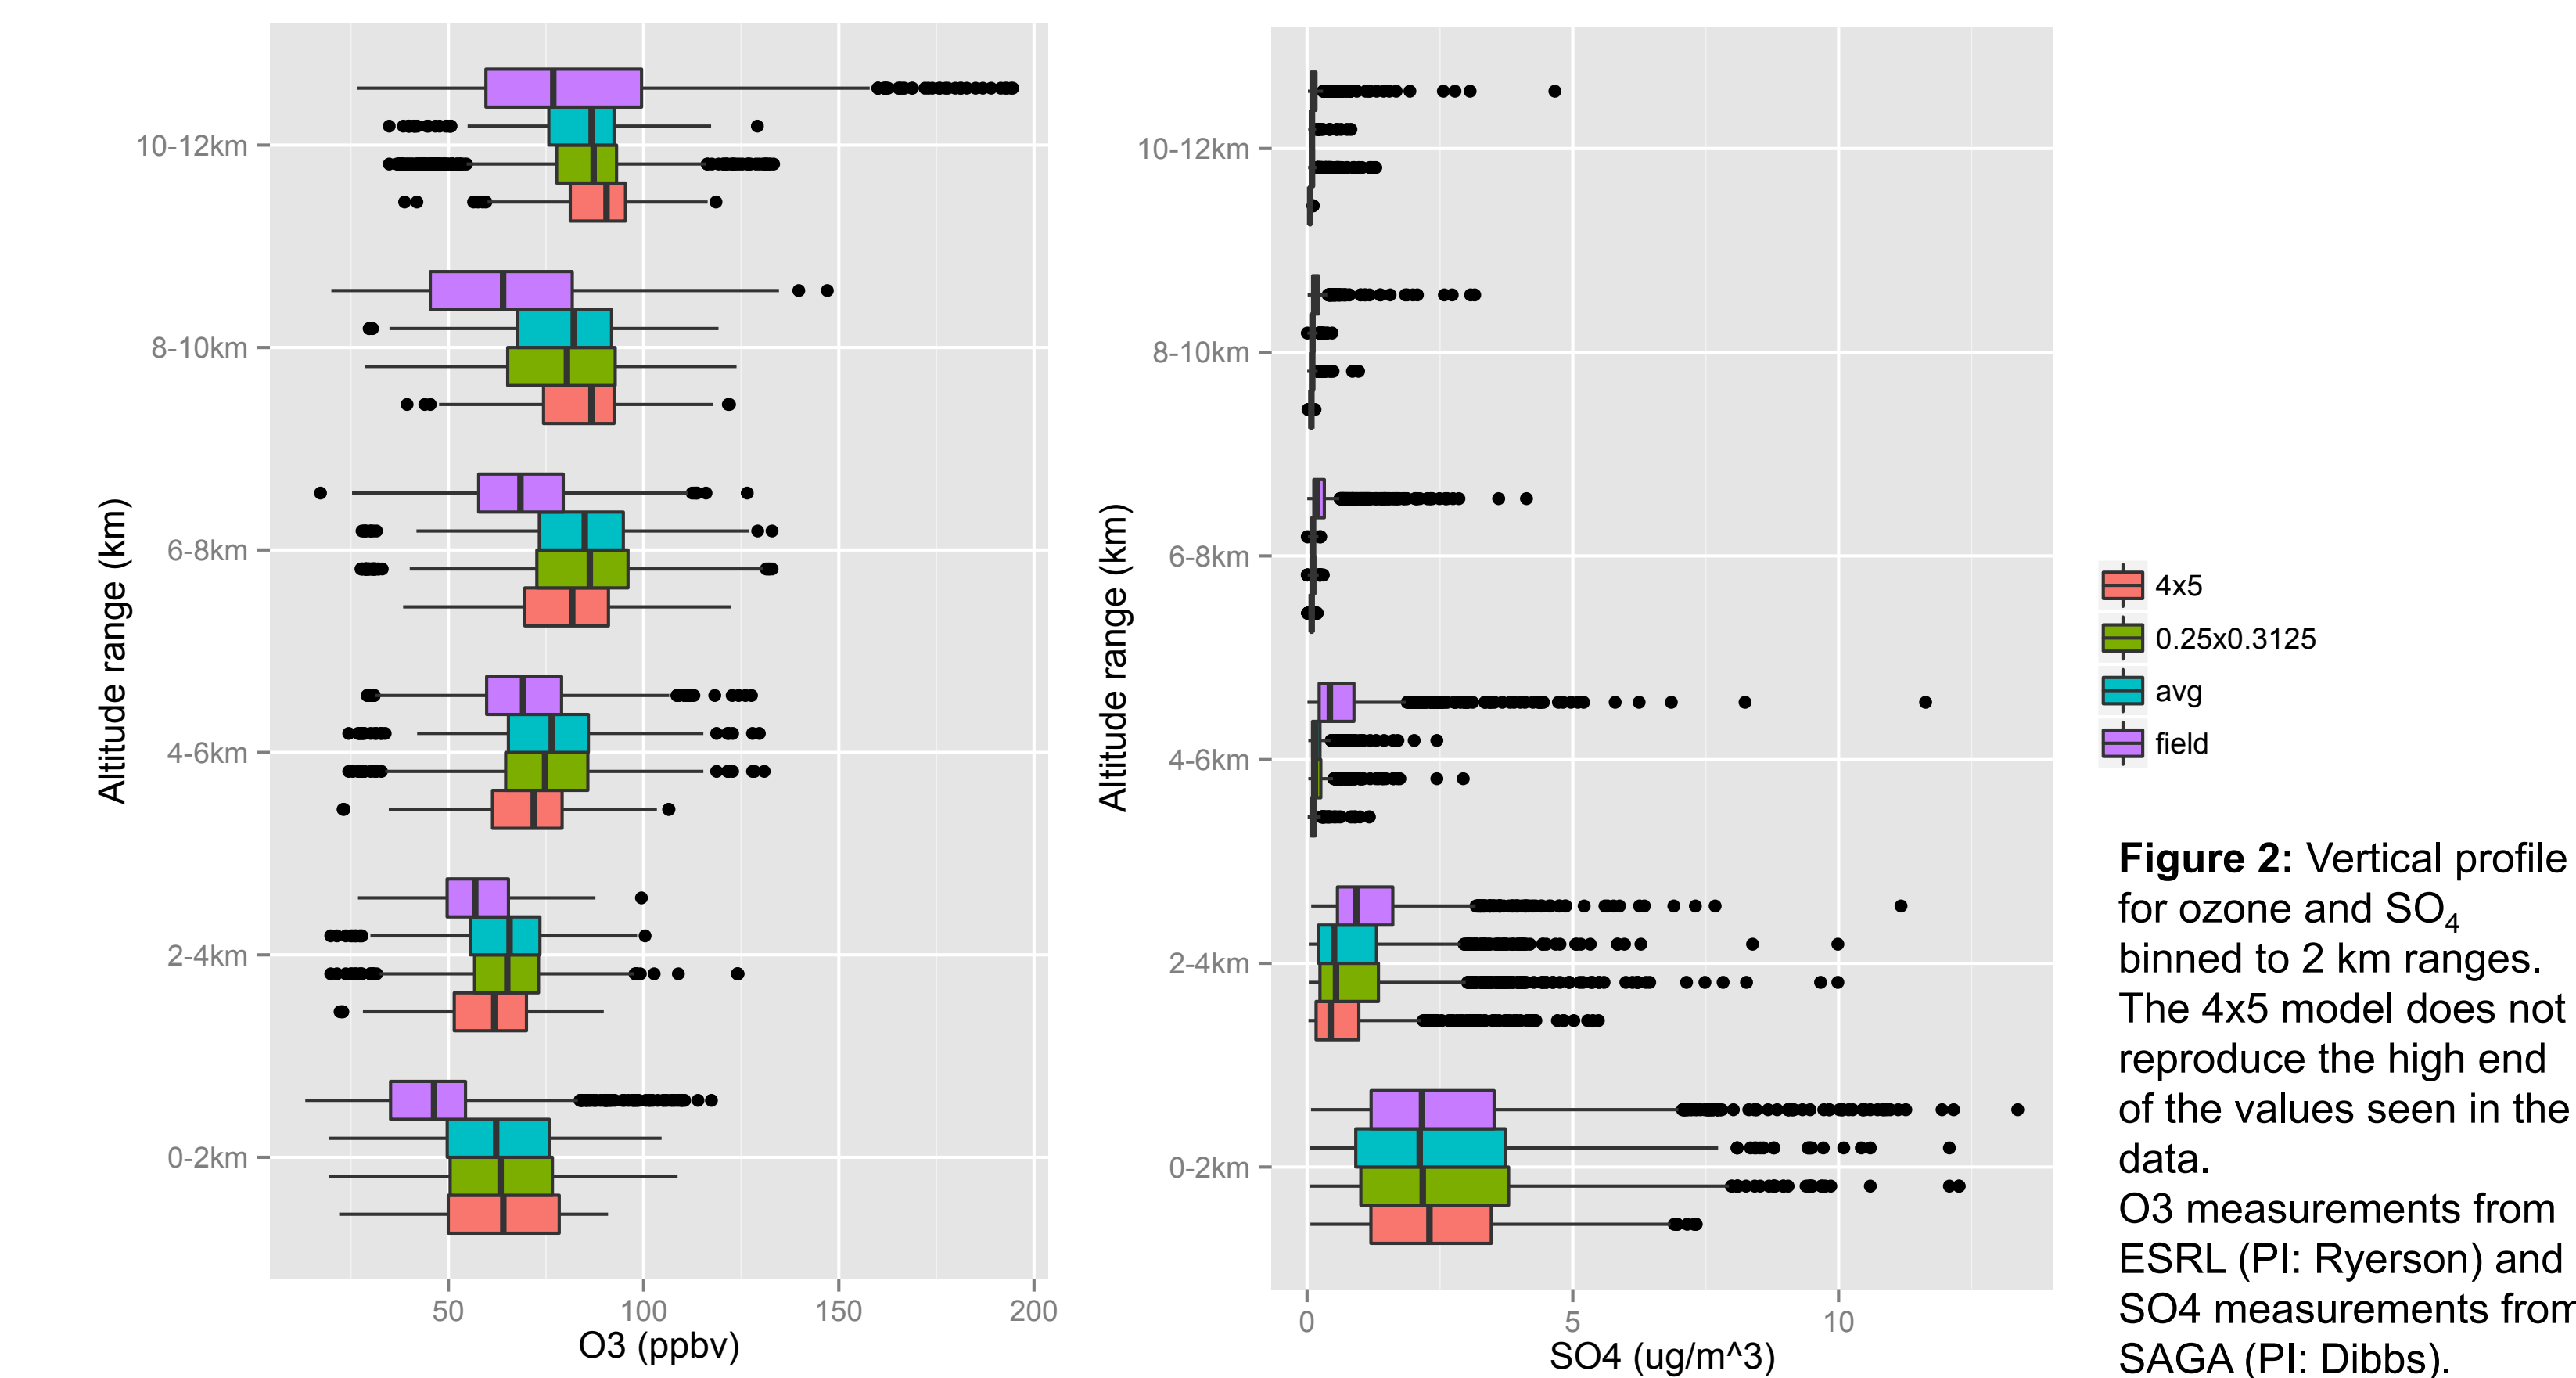 Altitude range (km)
10-12km
8-10km
6-8km
4-6km
2-4km
0-2km
50
100
150
200
O3 (ppbv)
Altitude range (km)
10-12km
8-10km
6-8km
4-6km
2-4km
0-2km
0
5
10
SO4 (ug/m^3)
4x5
0.25x0.3125
avg
field
Figure 2: Vertical profile
for ozone and SO₄
binned to 2 km ranges.
The 4x5 model does not
reproduce the high end
of the values seen in the
data.
O3 measurements from
ESRL (PI: Ryerson) and
SO4 measurements from
SAGA (PI: Dibbs).